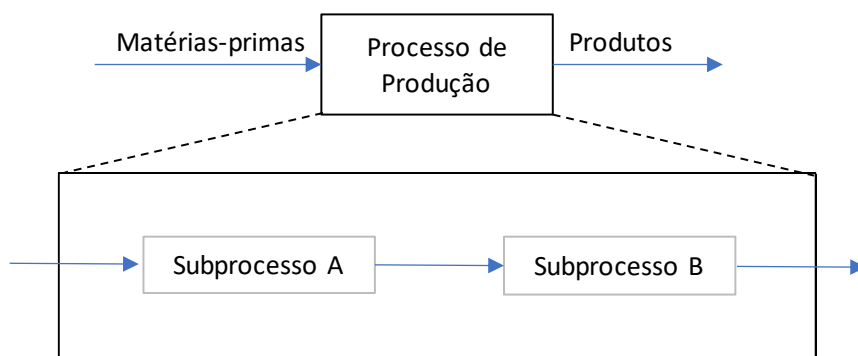 Matérias-primas
Processo de
Produção
Produtos
Subprocesso A
Subprocesso B